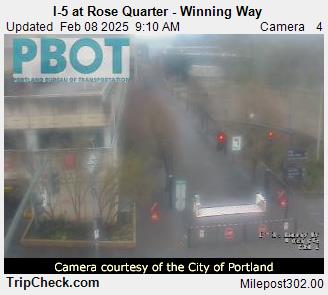 I-5 at Rose Quarter - Winning Way
Updated  Feb 08 2025  9:10 AM  Camera  4
PBOT
PORTLAND BUREAU OF TRANSPORTATION
Camera courtesy of the City of Portland
TripCheck.com  Milepost302.00